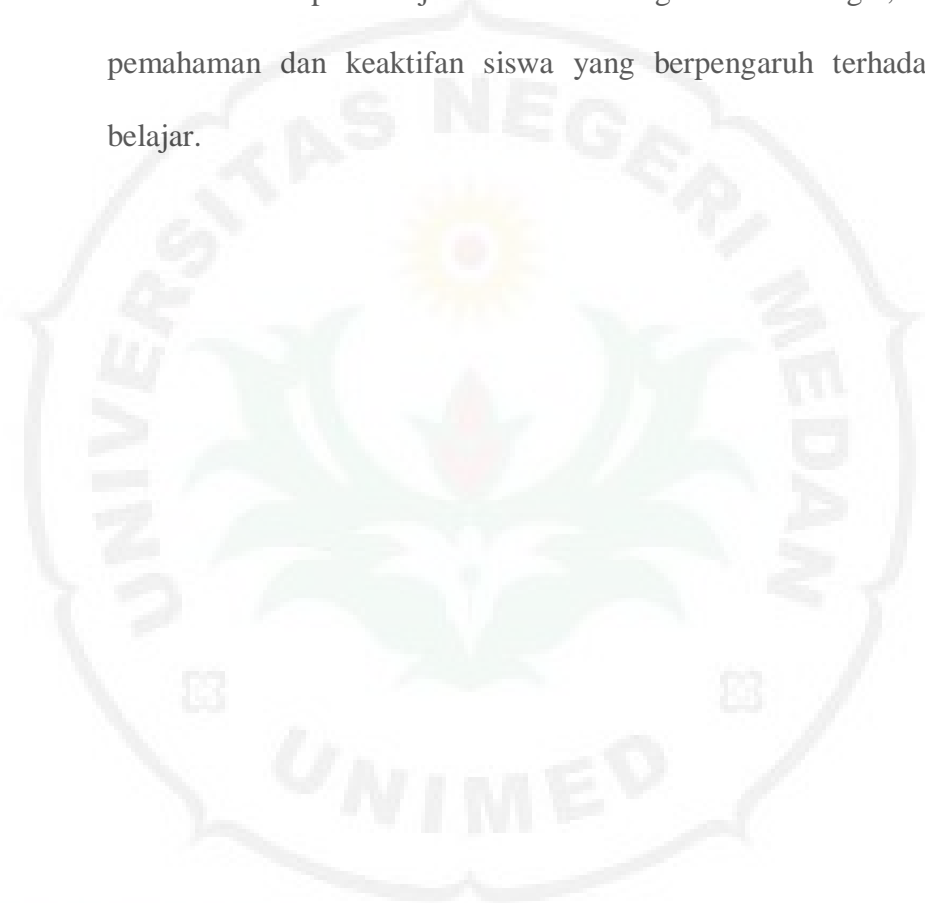 pemahaman dan keaktifan siswa yang berpengaruh terhada
belajar.
UNIVERSITAS NEGERI MEDAN
UNIMED